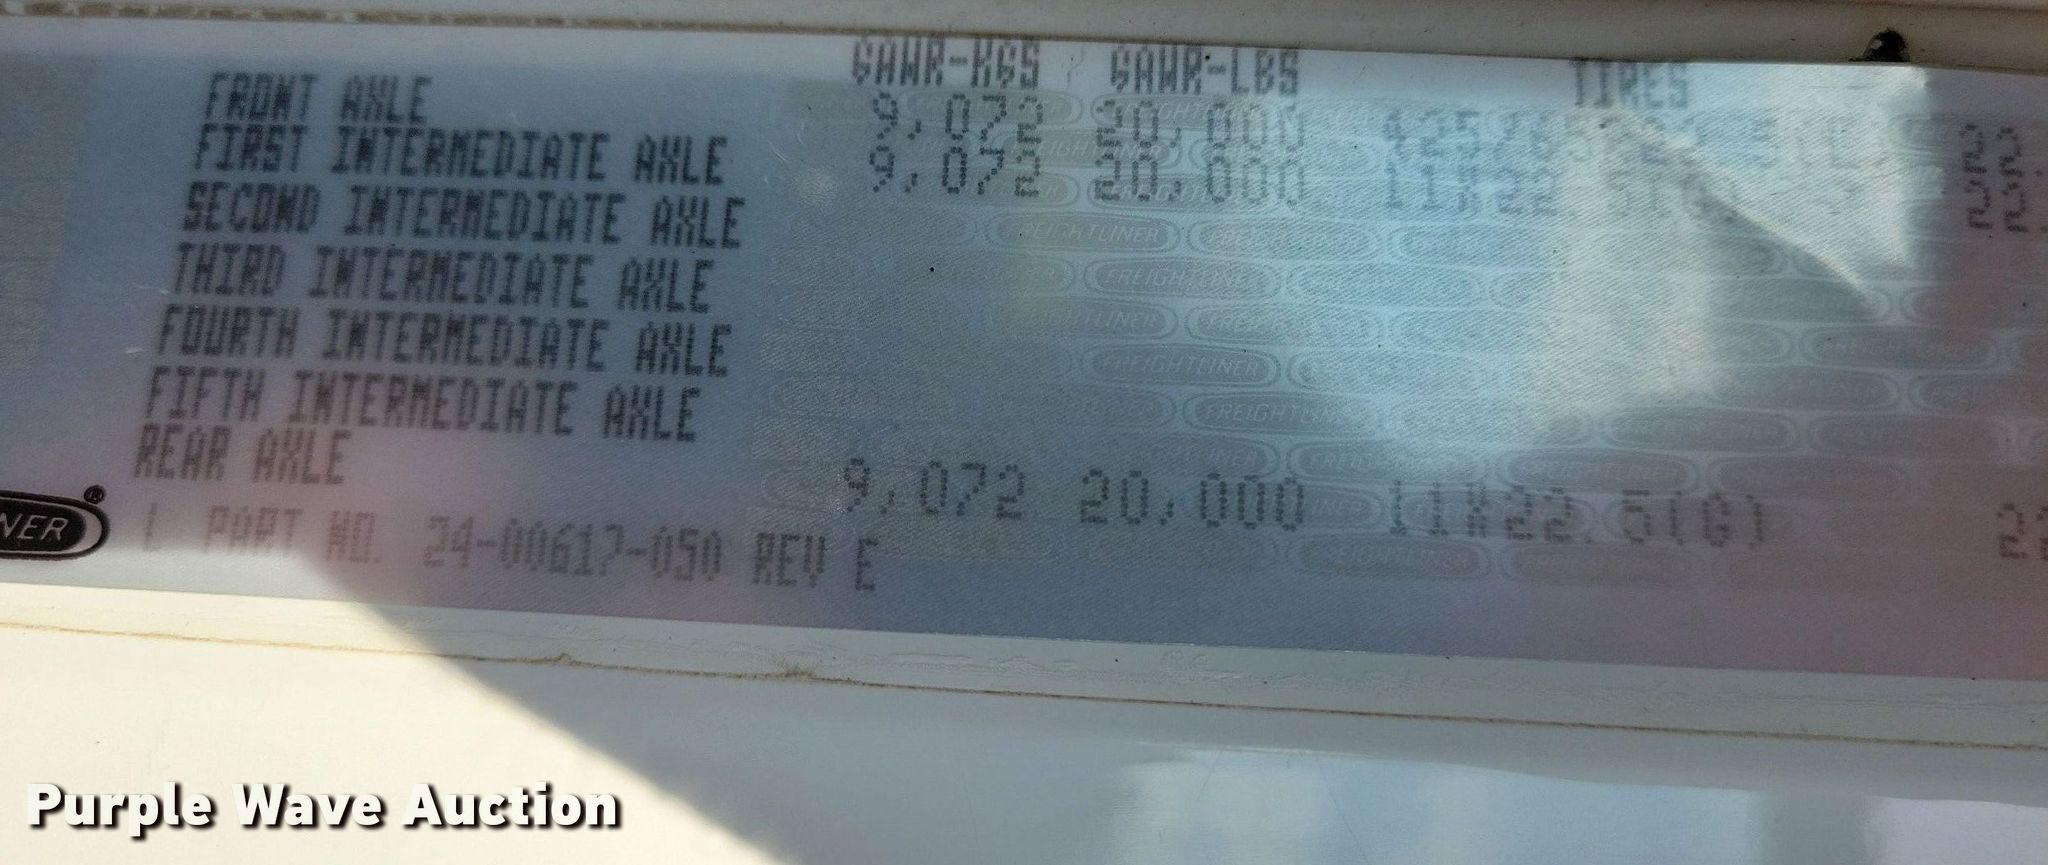 GAWR-KGS / GAWR-LBS TIRES
FRONT AXLE 9,072 20,000
FIRST INTERMEDIATE AXLE 9,072 20,000
SECOND INTERMEDIATE AXLE
THIRD INTERMEDIATE AXLE
FOURTH INTERMEDIATE AXLE
FIFTH INTERMEDIATE AXLE
REAR AXLE 9,072 20,000 11R22.5(G)
PART NO. 24-00617-050 REV E
NER®
FREIGHTLINER
Purple Wave Auction